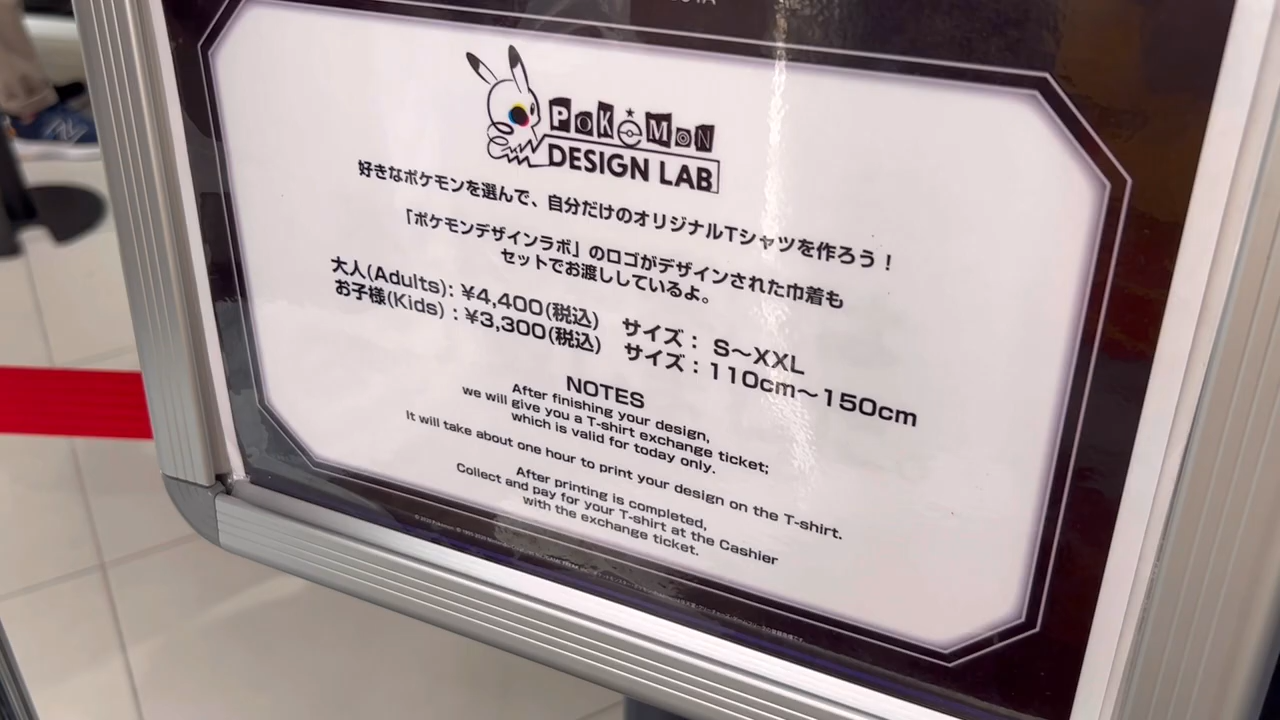 POKéMON
DESIGN LAB
好きなポケモンを選んで、自分だけのオリジナルTシャツを作ろう！
「ポケモンデザインラボ」のロゴがデザインされた巾着も
セットでお渡ししているよ。
大人(Adults): ¥4,400(税込) サイズ： S～XXL
お子様(Kids) : ¥3,300(税込) サイズ：110cm～150cm
NOTES
After finishing your design,
we will give you a T-shirt exchange ticket;
which is valid for today only.
It will take about one hour to print your design on the T-shirt.
After printing is completed,
Collect and pay for your T-shirt at the Cashier
with the exchange ticket.